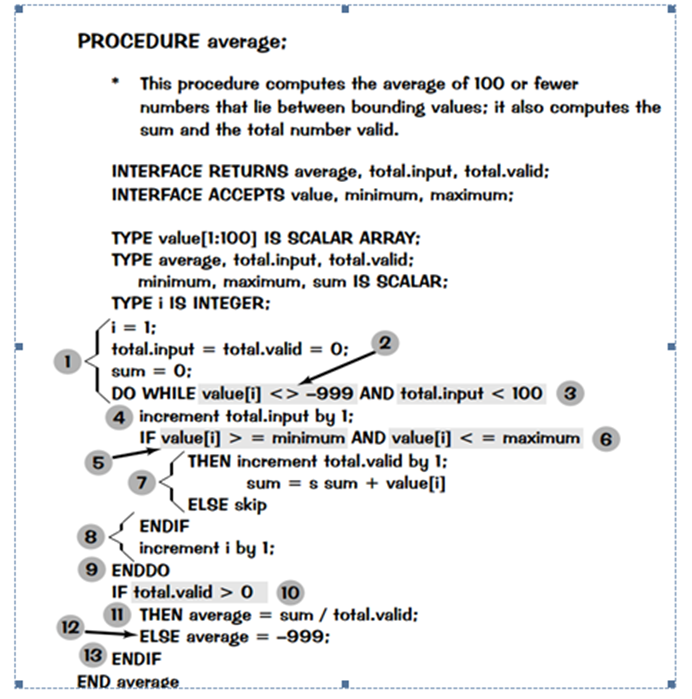 PROCEDURE average;
* This procedure computes the average of 100 or fewer
numbers that lie between bounding values; it also computes the
sum and the total number valid.
INTERFACE RETURNS average, total.input, total.valid;
INTERFACE ACCEPTS value, minimum, maximum;
TYPE value[1:100] IS SCALAR ARRAY;
TYPE average, total.input, total.valid;
minimum, maximum, sum IS SCALAR;
TYPE i IS INTEGER;
i = 1;
1 total.input = total.valid = 0; 2
sum = 0;
DO WHILE value[i] <> -999 AND total.input < 100 3
4 increment total.input by 1;
IF value[i] > = minimum AND value[i] < = maximum 6
5 THEN increment total.valid by 1;
7 sum = s sum + value[i]
ELSE skip
8 ENDIF
increment i by 1;
9 ENDDO
IF total.valid > 0 10
11 THEN average = sum / total.valid;
12 ELSE average = -999;
13 ENDIF
END average